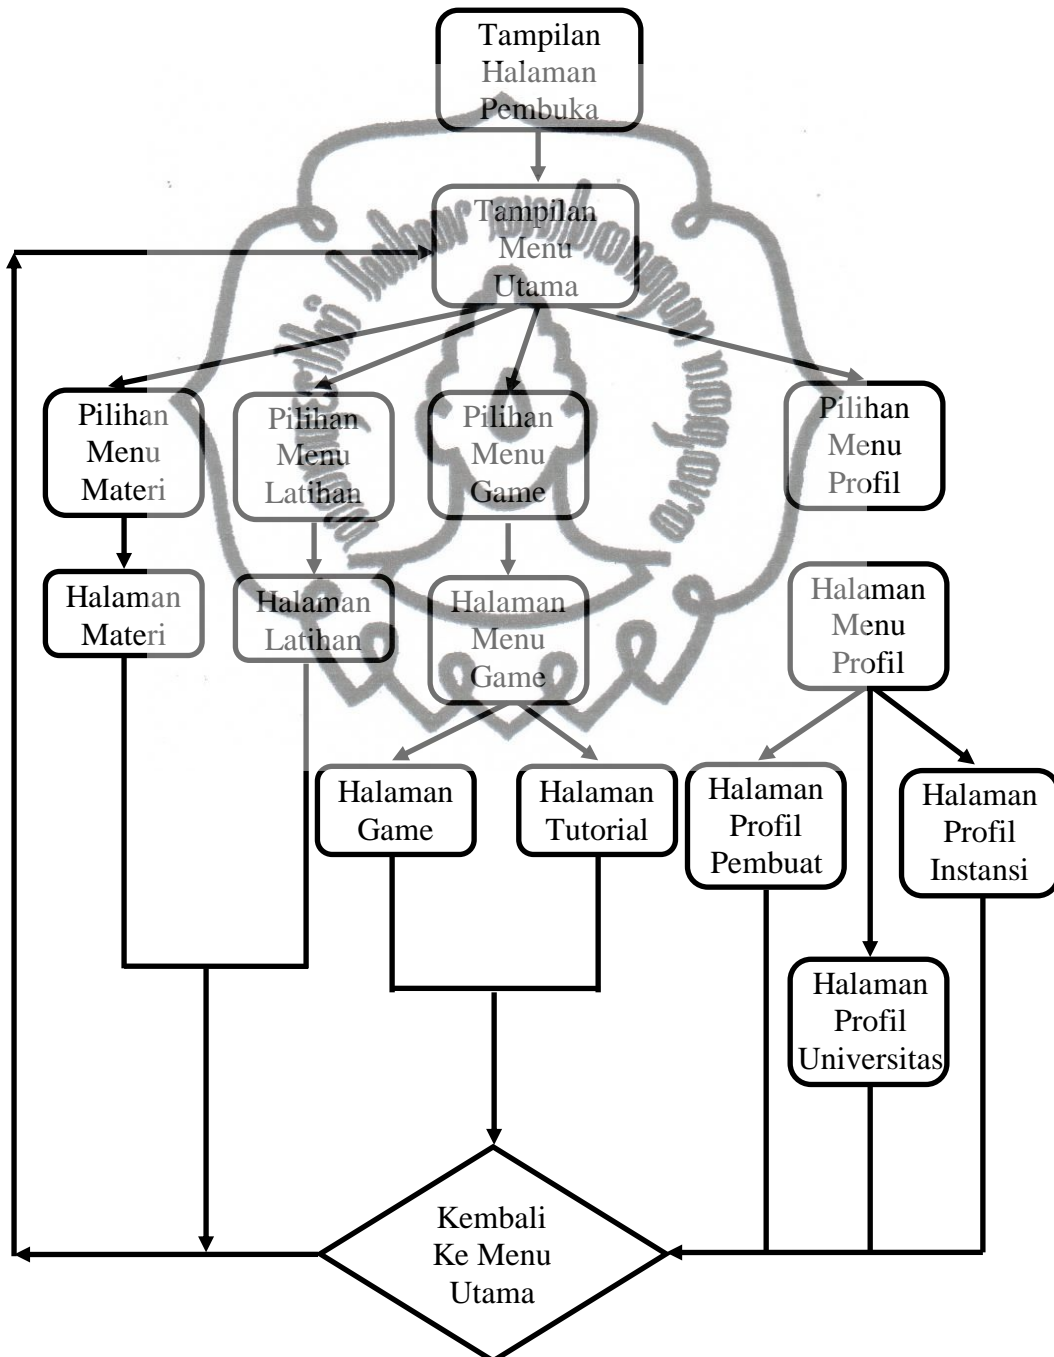 Tampilan
Halaman
Pembuka
Tampilan
Menu
Utama
Pilihan
Menu
Materi
Pilihan
Menu
Latihan
Pilihan
Menu
Game
Pilihan
Menu
Profil
Halaman
Materi
Halaman
Latihan
Halaman
Menu
Game
Halaman
Menu
Profil
Halaman
Game
Halaman
Tutorial
Halaman
Profil
Pembuat
Halaman
Profil
Instansi
Halaman
Profil
Universitas
Kembali
Ke Menu
Utama